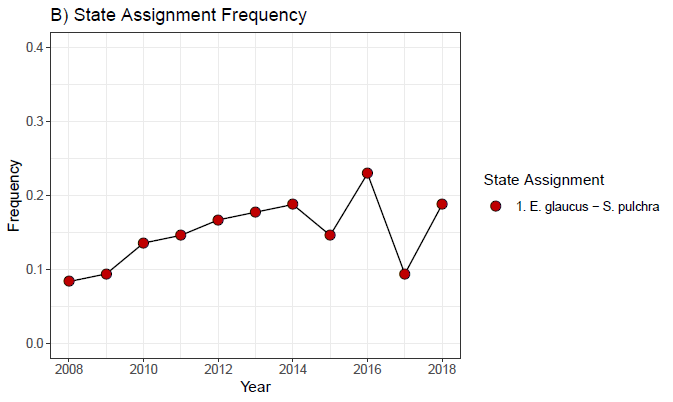 B) State Assignment Frequency
0.4
0.3
0.2
0.1
0.0
Frequency
2008 2010 2012 2014 2016 2018
Year
State Assignment
1. E. glaucus − S. pulchra